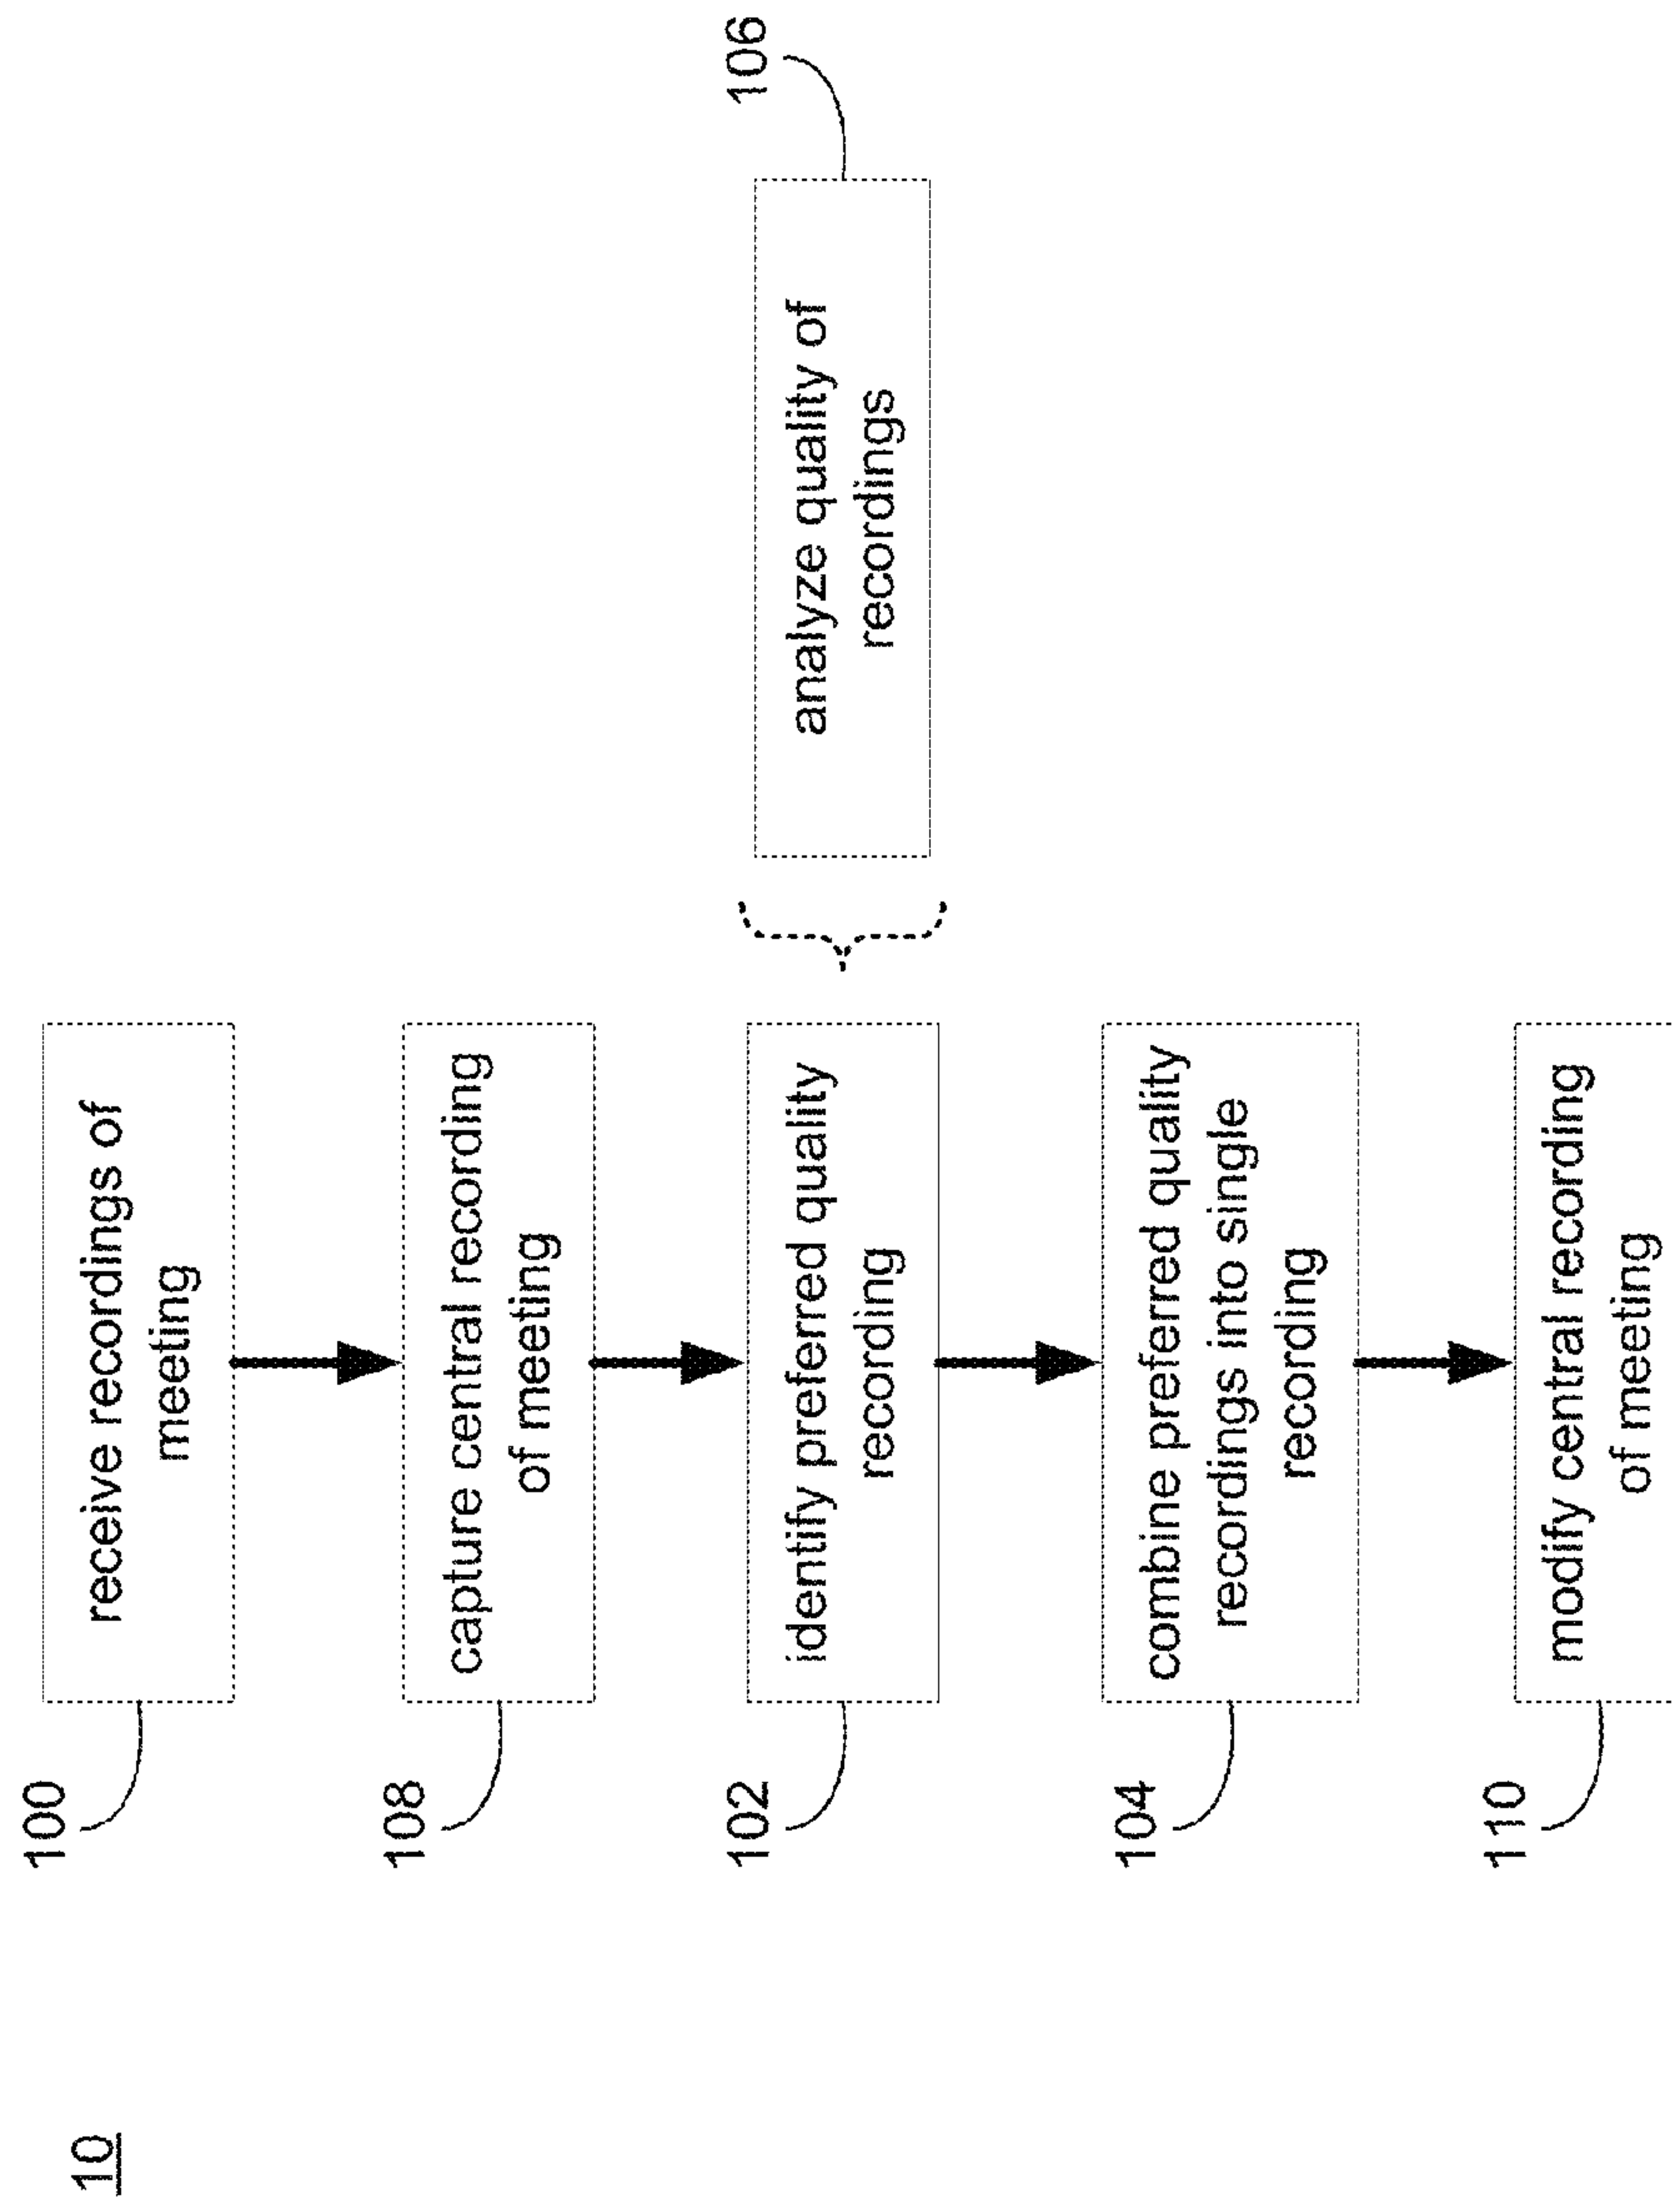 10
100
receive recordings of
meeting
108
capture central recording
of meeting
102
identify preferred quality
recording
106
analyze quality of
recordings
104
combine preferred quality
recordings into single
recording
110
modify central recording
of meeting